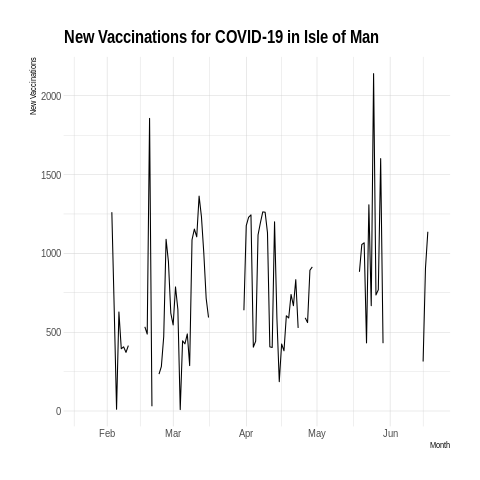 New Vaccinations for COVID-19 in Isle of Man
New Vaccinations
2000
1500
1000
500
0
Feb Mar Apr May Jun
Month